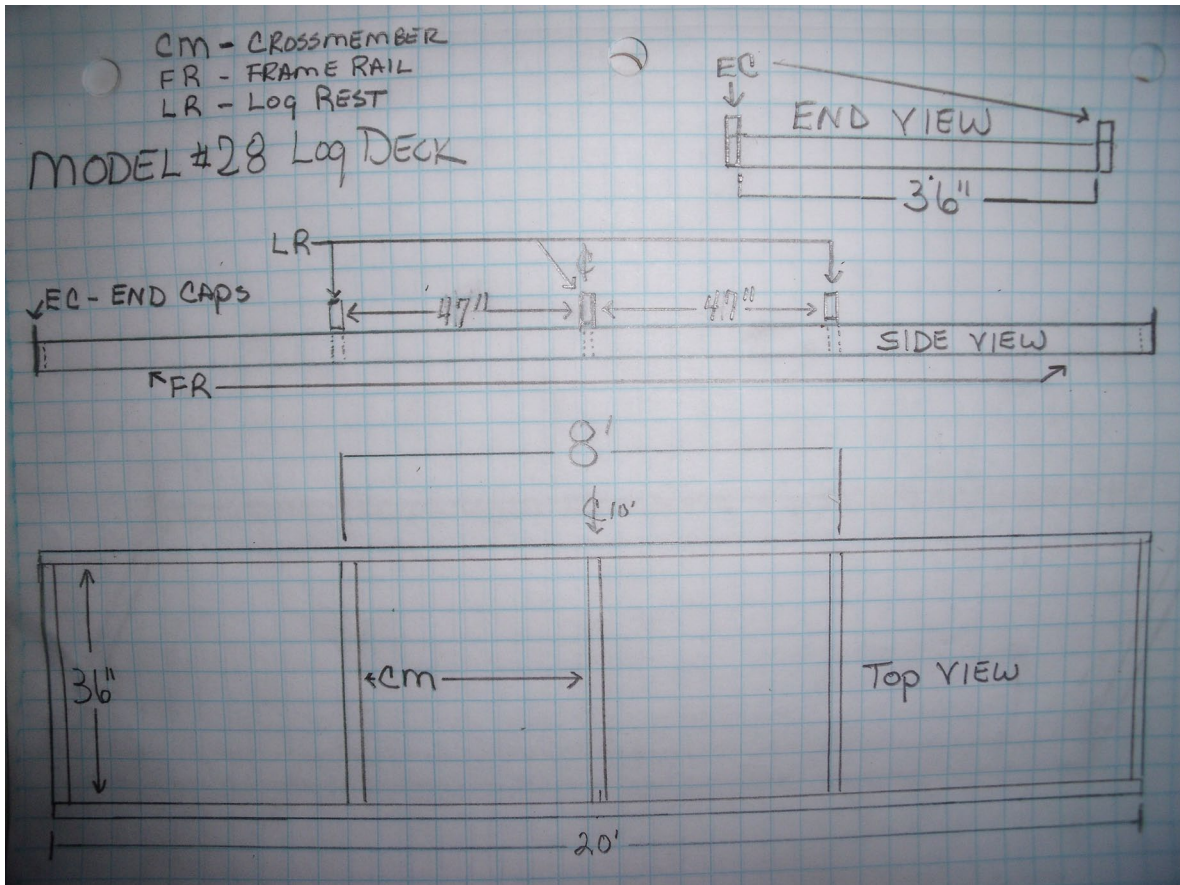 CM - CROSSMEMBER
FR - FRAME RAIL
LR - LOG REST
MODEL #28 LOG DECK
EC
END VIEW
3'6"
LR
℄
EC - END CAPS
47"
47"
SIDE VIEW
FR
8'
℄ 10'
36"
CM
TOP VIEW
20'